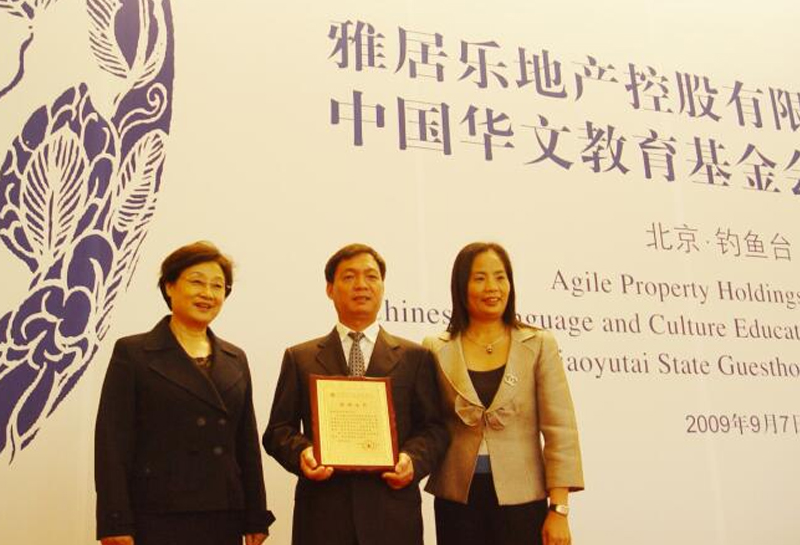 雅居乐地产控股有限
中国华文教育基金会
北京·钓鱼台
Agile Property Holdings
Chinese Language and Culture Educat
iaoyutai State Guestho
2009年9月7日